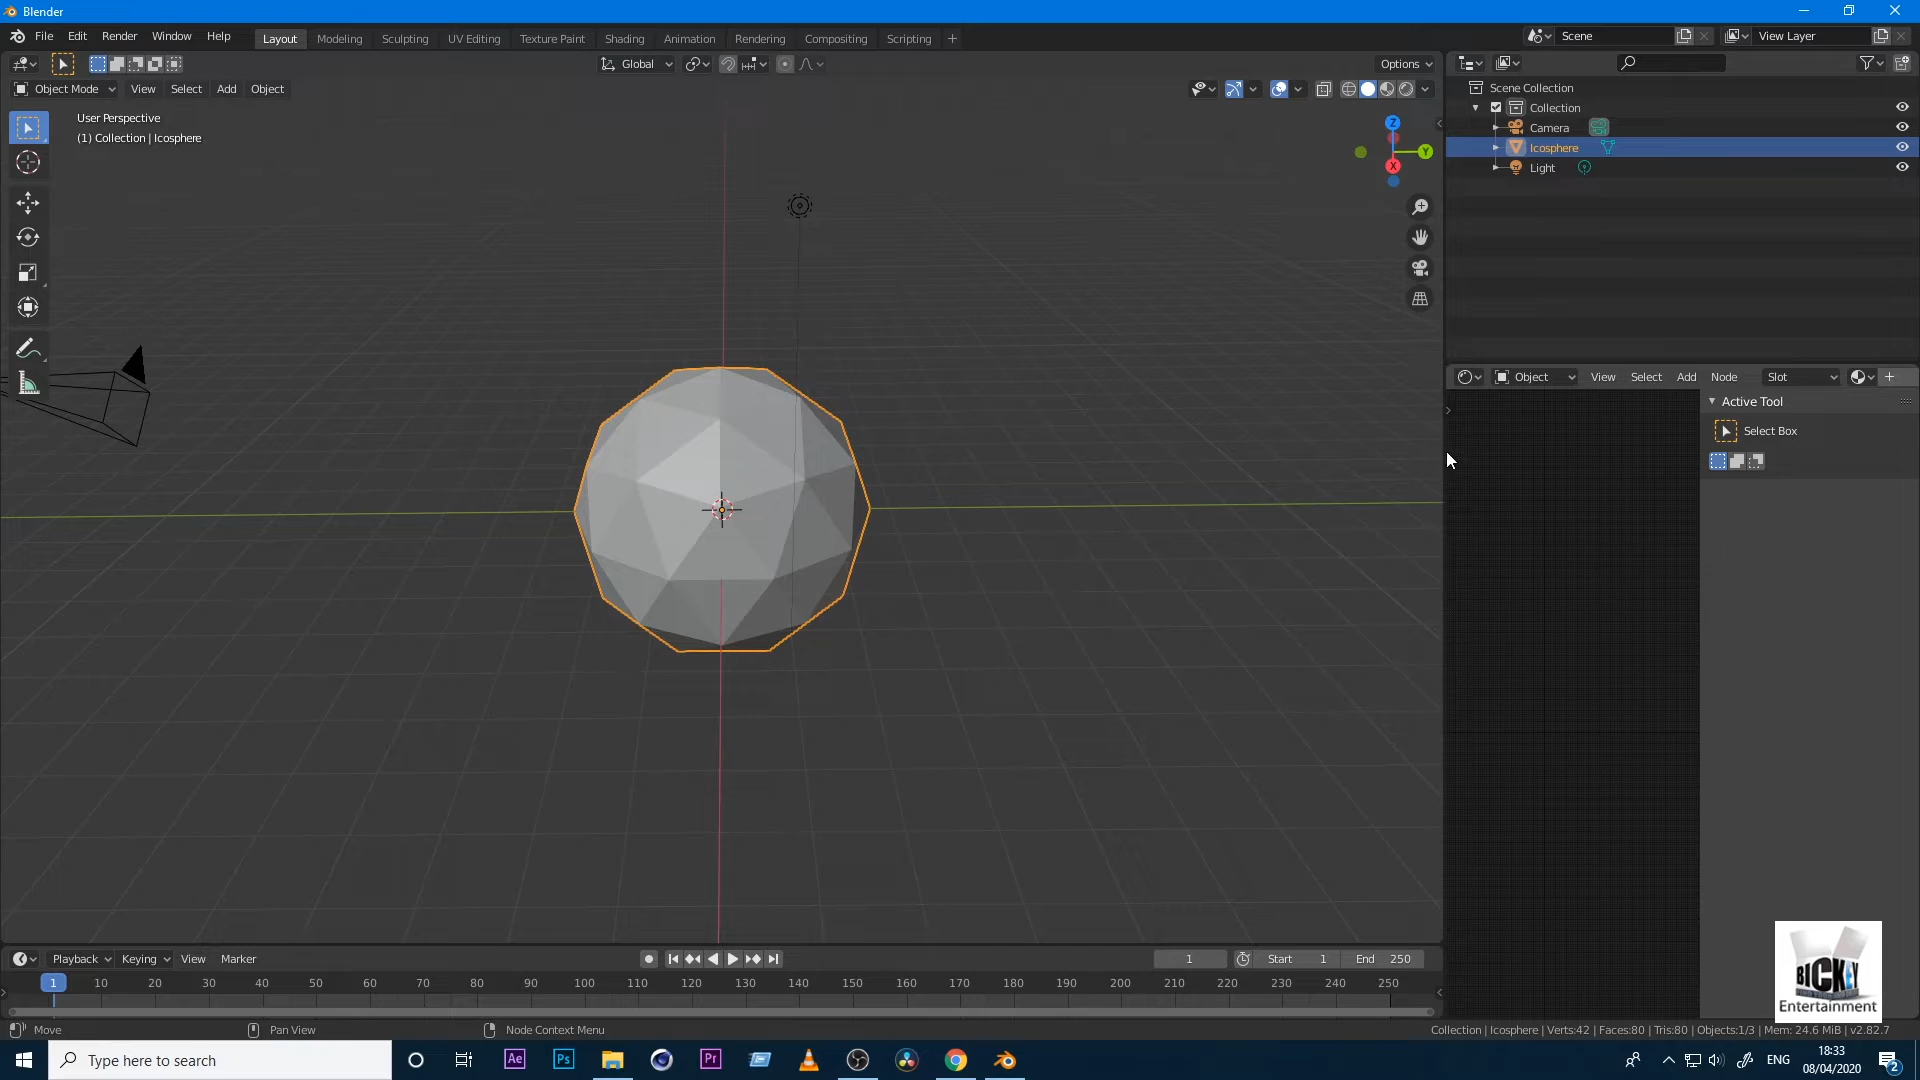 Blender
File Edit Render Window Help Layout Modeling Sculpting UV Editing Texture Paint Shading Animation Rendering Compositing Scripting + Scene View Layer
Global Options
Object Mode View Select Add Object
User Perspective
(1) Collection | Icosphere
Z
Y
X
Scene Collection
Collection
Camera
Icosphere
Light
Object View Select Add Node Slot
Active Tool
Select Box
Playback Keying View Marker 1 Start 1 End 250
1 10 20 30 40 50 60 70 80 90 100 110 120 130 140 150 160 170 180 190 200 210 220 230 240 250
Move Pan View Node Context Menu Collection | Icosphere | Verts:42 | Faces:80 | Tris:80 | Objects:1/3 | Mem: 24.6 MiB | v2.82.7
BICKEY
Entertainment
Type here to search Ae Ps Pr ENG 18:33
08/04/2020 2